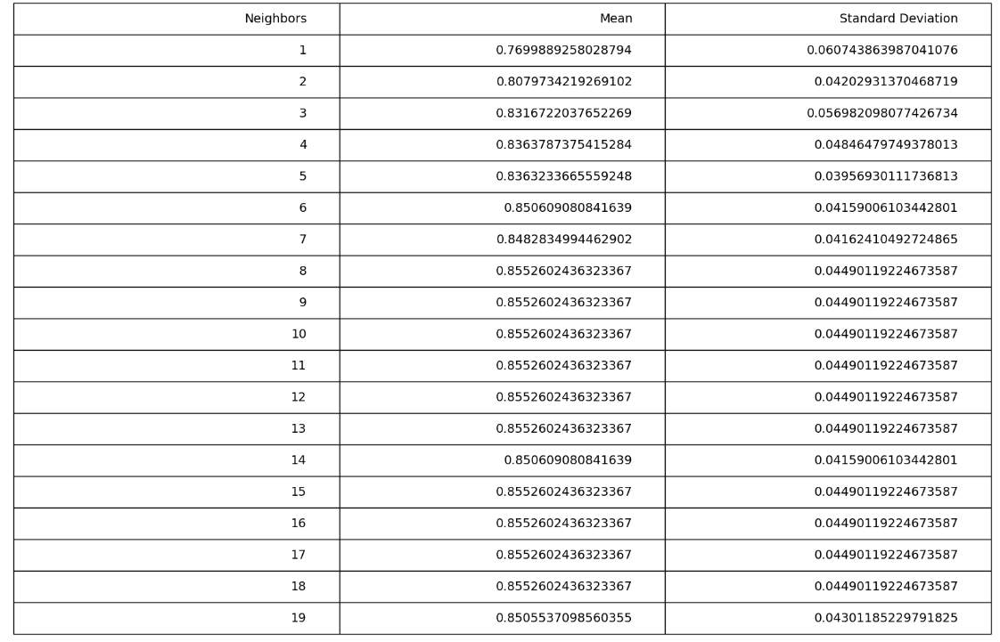 Neighbors Mean Standard Deviation
1 0.7699889258028794 0.060743863987041076
2 0.8079734219269102 0.04202931370468719
3 0.8316722037652269 0.056982098077426734
4 0.8363787375415284 0.04846479749378013
5 0.8363233665559248 0.03956930111736813
6 0.850609080841639 0.04159006103442801
7 0.8482834994462902 0.04162410492724865
8 0.8552602436323367 0.04490119224673587
9 0.8552602436323367 0.04490119224673587
10 0.8552602436323367 0.04490119224673587
11 0.8552602436323367 0.04490119224673587
12 0.8552602436323367 0.04490119224673587
13 0.8552602436323367 0.04490119224673587
14 0.850609080841639 0.04159006103442801
15 0.8552602436323367 0.04490119224673587
16 0.8552602436323367 0.04490119224673587
17 0.8552602436323367 0.04490119224673587
18 0.8552602436323367 0.04490119224673587
19 0.8505537098560355 0.04301185229791825